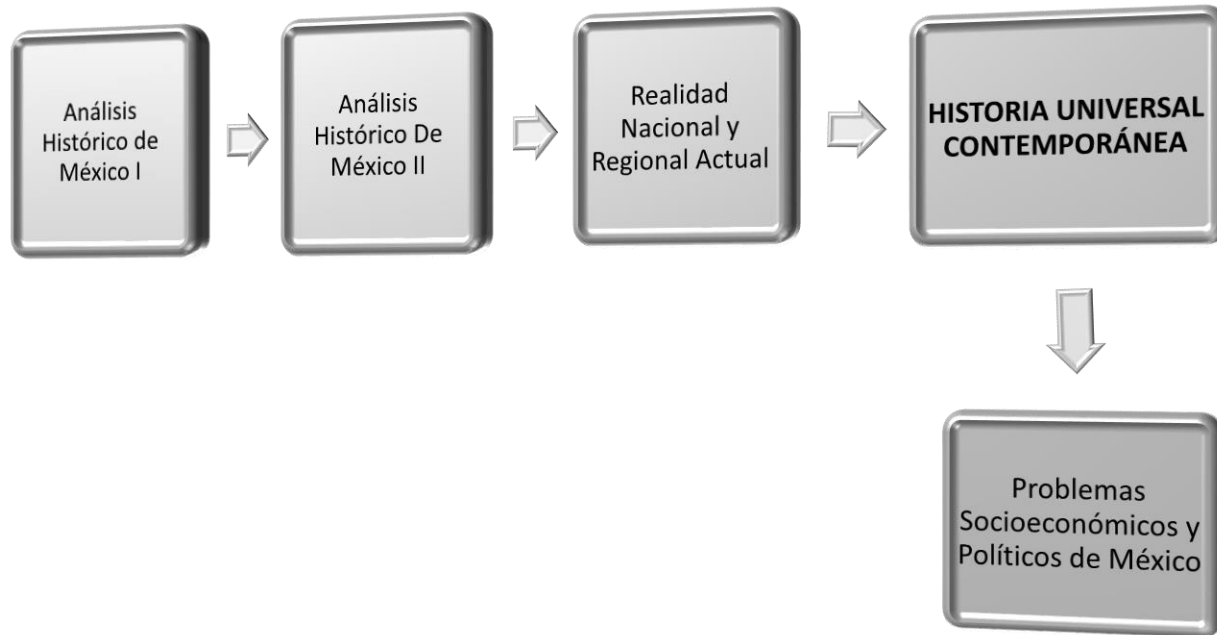 Análisis
Histórico de
México I
Análisis
Histórico De
México II
Realidad
Nacional y
Regional Actual
HISTORIA UNIVERSAL
CONTEMPORÁNEA
Problemas
Socioeconómicos y
Políticos de México